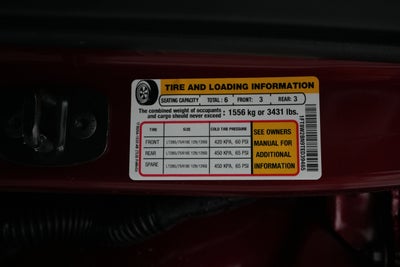 TIRE AND LOADING INFORMATION
SEATING CAPACITY TOTAL : 6 FRONT: 3 REAR: 3
The combined weight of occupants
and cargo should never exceed : 1556 kg or 3431 lbs.
TIRE SIZE COLD TIRE PRESSURE
FRONT 420 KPA, 60 PSI
REAR 450 KPA, 65 PSI
SPARE 450 KPA, 65 PSI
SEE OWNERS
MANUAL FOR
ADDITIONAL
INFORMATION